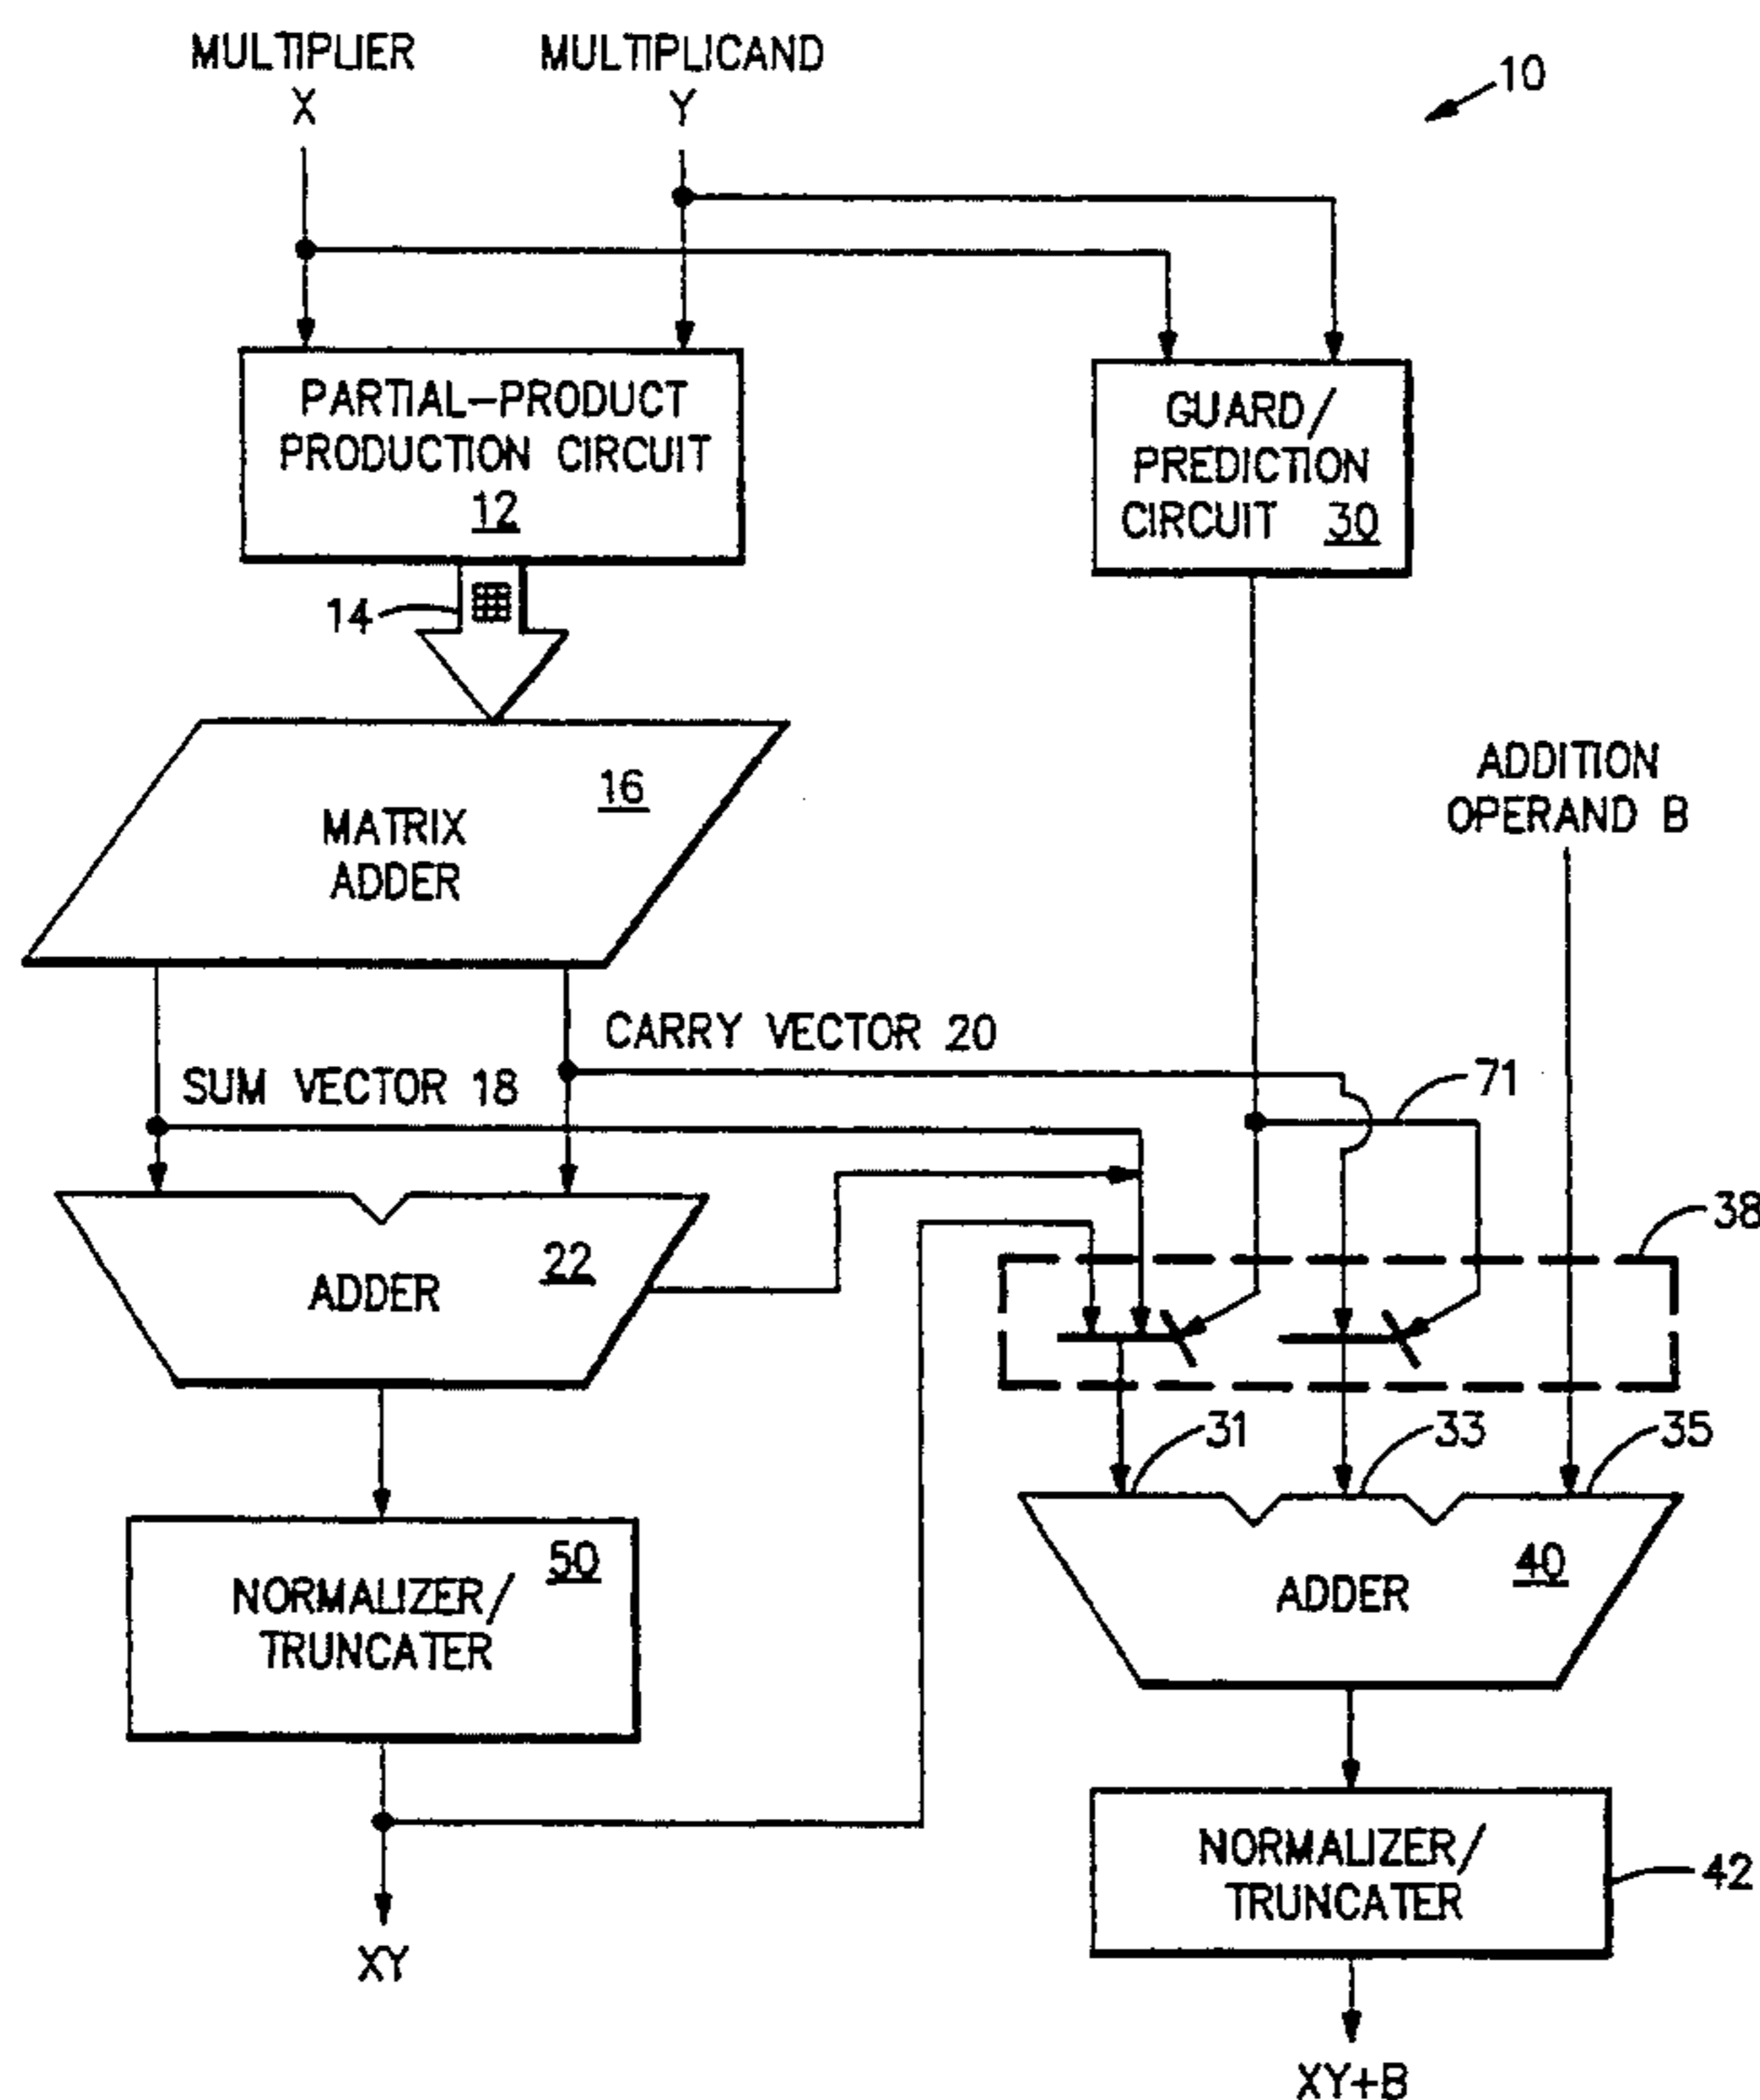 MULTIPLIER
X
MULTIPLICAND
Y
10
PARTIAL-PRODUCT
PRODUCTION CIRCUIT
12
GUARD/
PREDICTION
CIRCUIT 30
14
16
MATRIX
ADDER
ADDITION
OPERAND B
CARRY VECTOR 20
SUM VECTOR 18
71
38
22
ADDER
31
33
35
50
NORMALIZER/
TRUNCATER
40
ADDER
NORMALIZER/
TRUNCATER
42
XY
XY+B